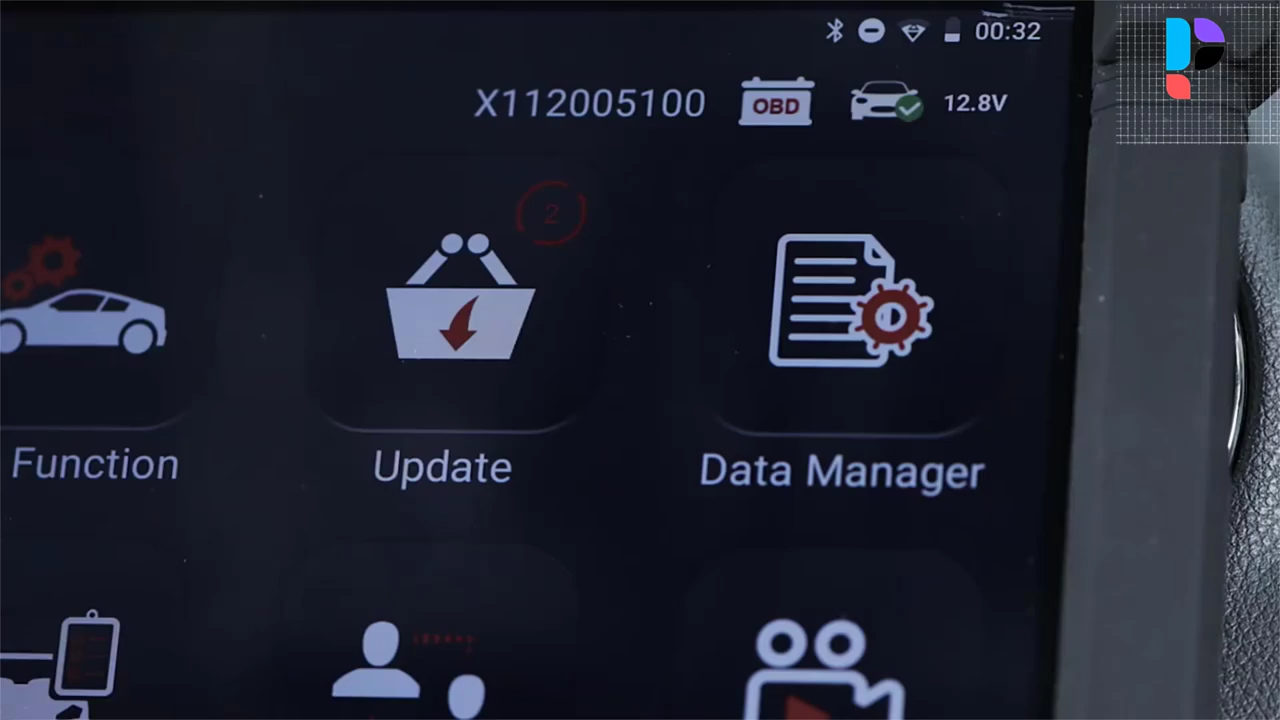 00:32
X112005100
OBD
12.8V
2
Function
Update
Data Manager